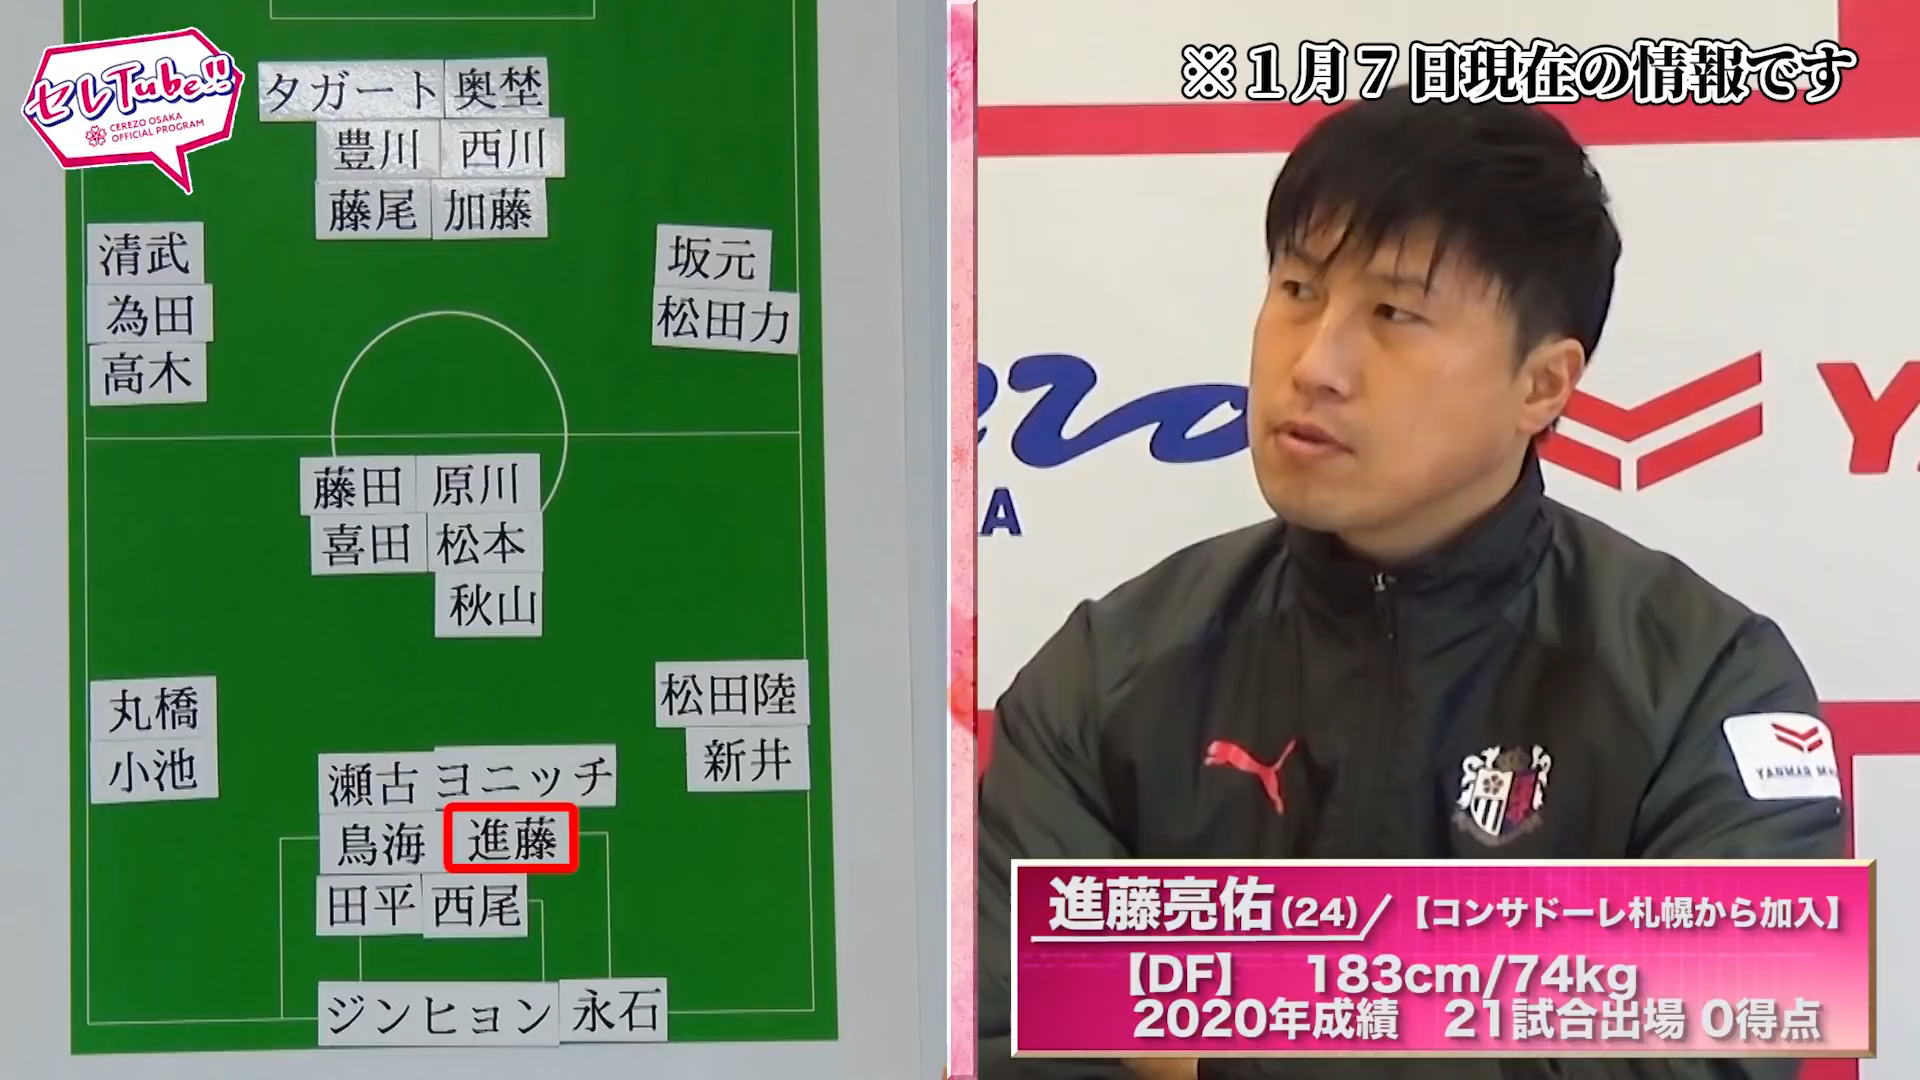 セレTube!!
CEREZO OSAKA
OFFICIAL PROGRAM
※１月７日現在の情報です
タガート 奥埜
豊川 西川
藤尾 加藤
清武
為田
高木
坂元
松田力
藤田 原川
喜田 松本
秋山
丸橋
小池
松田陸
新井
瀬古 ヨニッチ
鳥海 進藤
田平 西尾
ジンヒョン 永石
ezo
A
YA
YANMAR
進藤亮佑(24)/【コンサドーレ札幌から加入】
【DF】 183cm/74kg
2020年成績 21試合出場 0得点